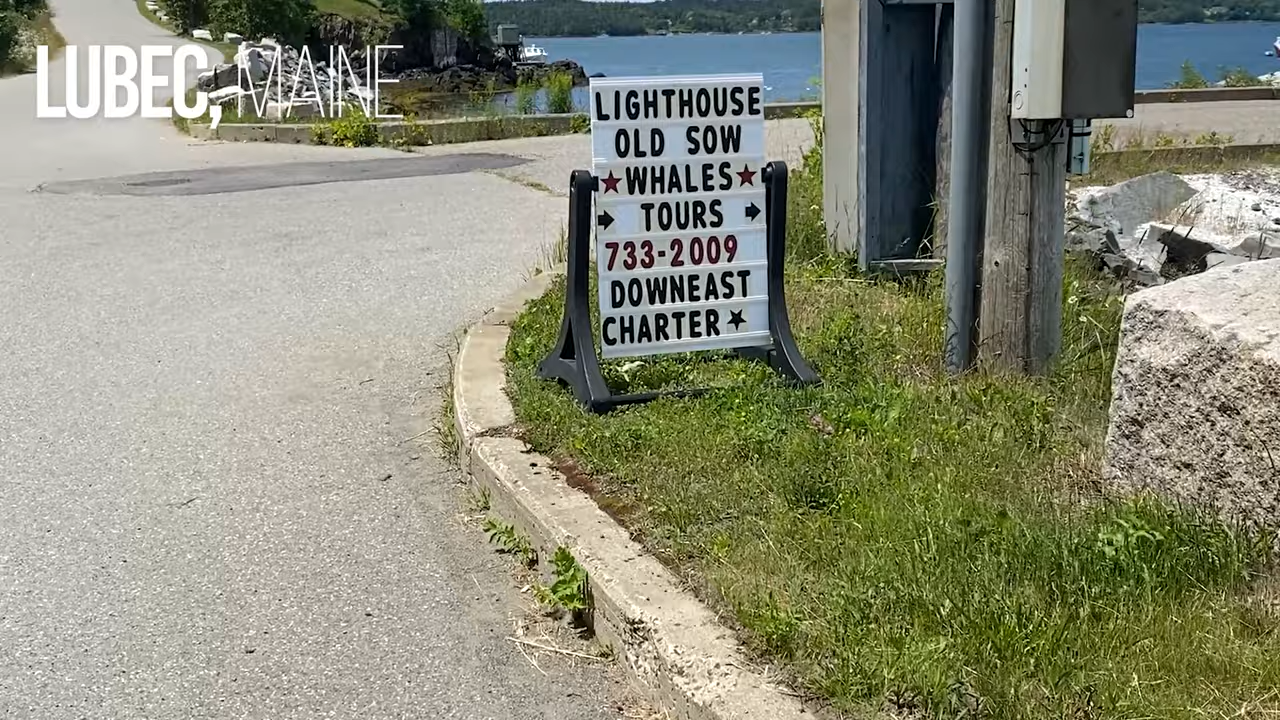 LUBEC, MAINE
LIGHTHOUSE
OLD SOW
★WHALES★
→ TOURS →
733-2009
DOWNEAST
CHARTER★